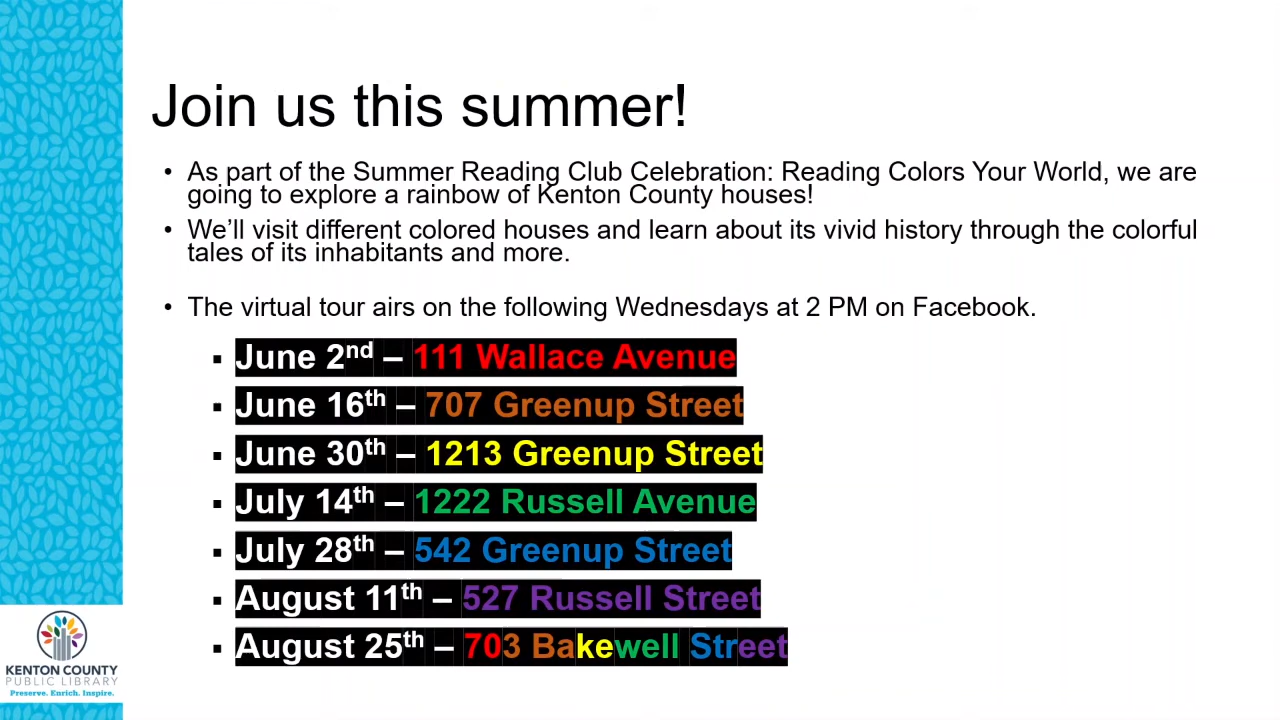 Join us this summer!
• As part of the Summer Reading Club Celebration: Reading Colors Your World, we are
going to explore a rainbow of Kenton County houses!
• We’ll visit different colored houses and learn about its vivid history through the colorful
tales of its inhabitants and more.
• The virtual tour airs on the following Wednesdays at 2 PM on Facebook.
▪ June 2nd – 111 Wallace Avenue
▪ June 16th – 707 Greenup Street
▪ June 30th – 1213 Greenup Street
▪ July 14th – 1222 Russell Avenue
▪ July 28th – 542 Greenup Street
▪ August 11th – 527 Russell Street
▪ August 25th – 703 Bakewell Street
KENTON COUNTY
PUBLIC LIBRARY
Preserve. Enrich. Inspire.